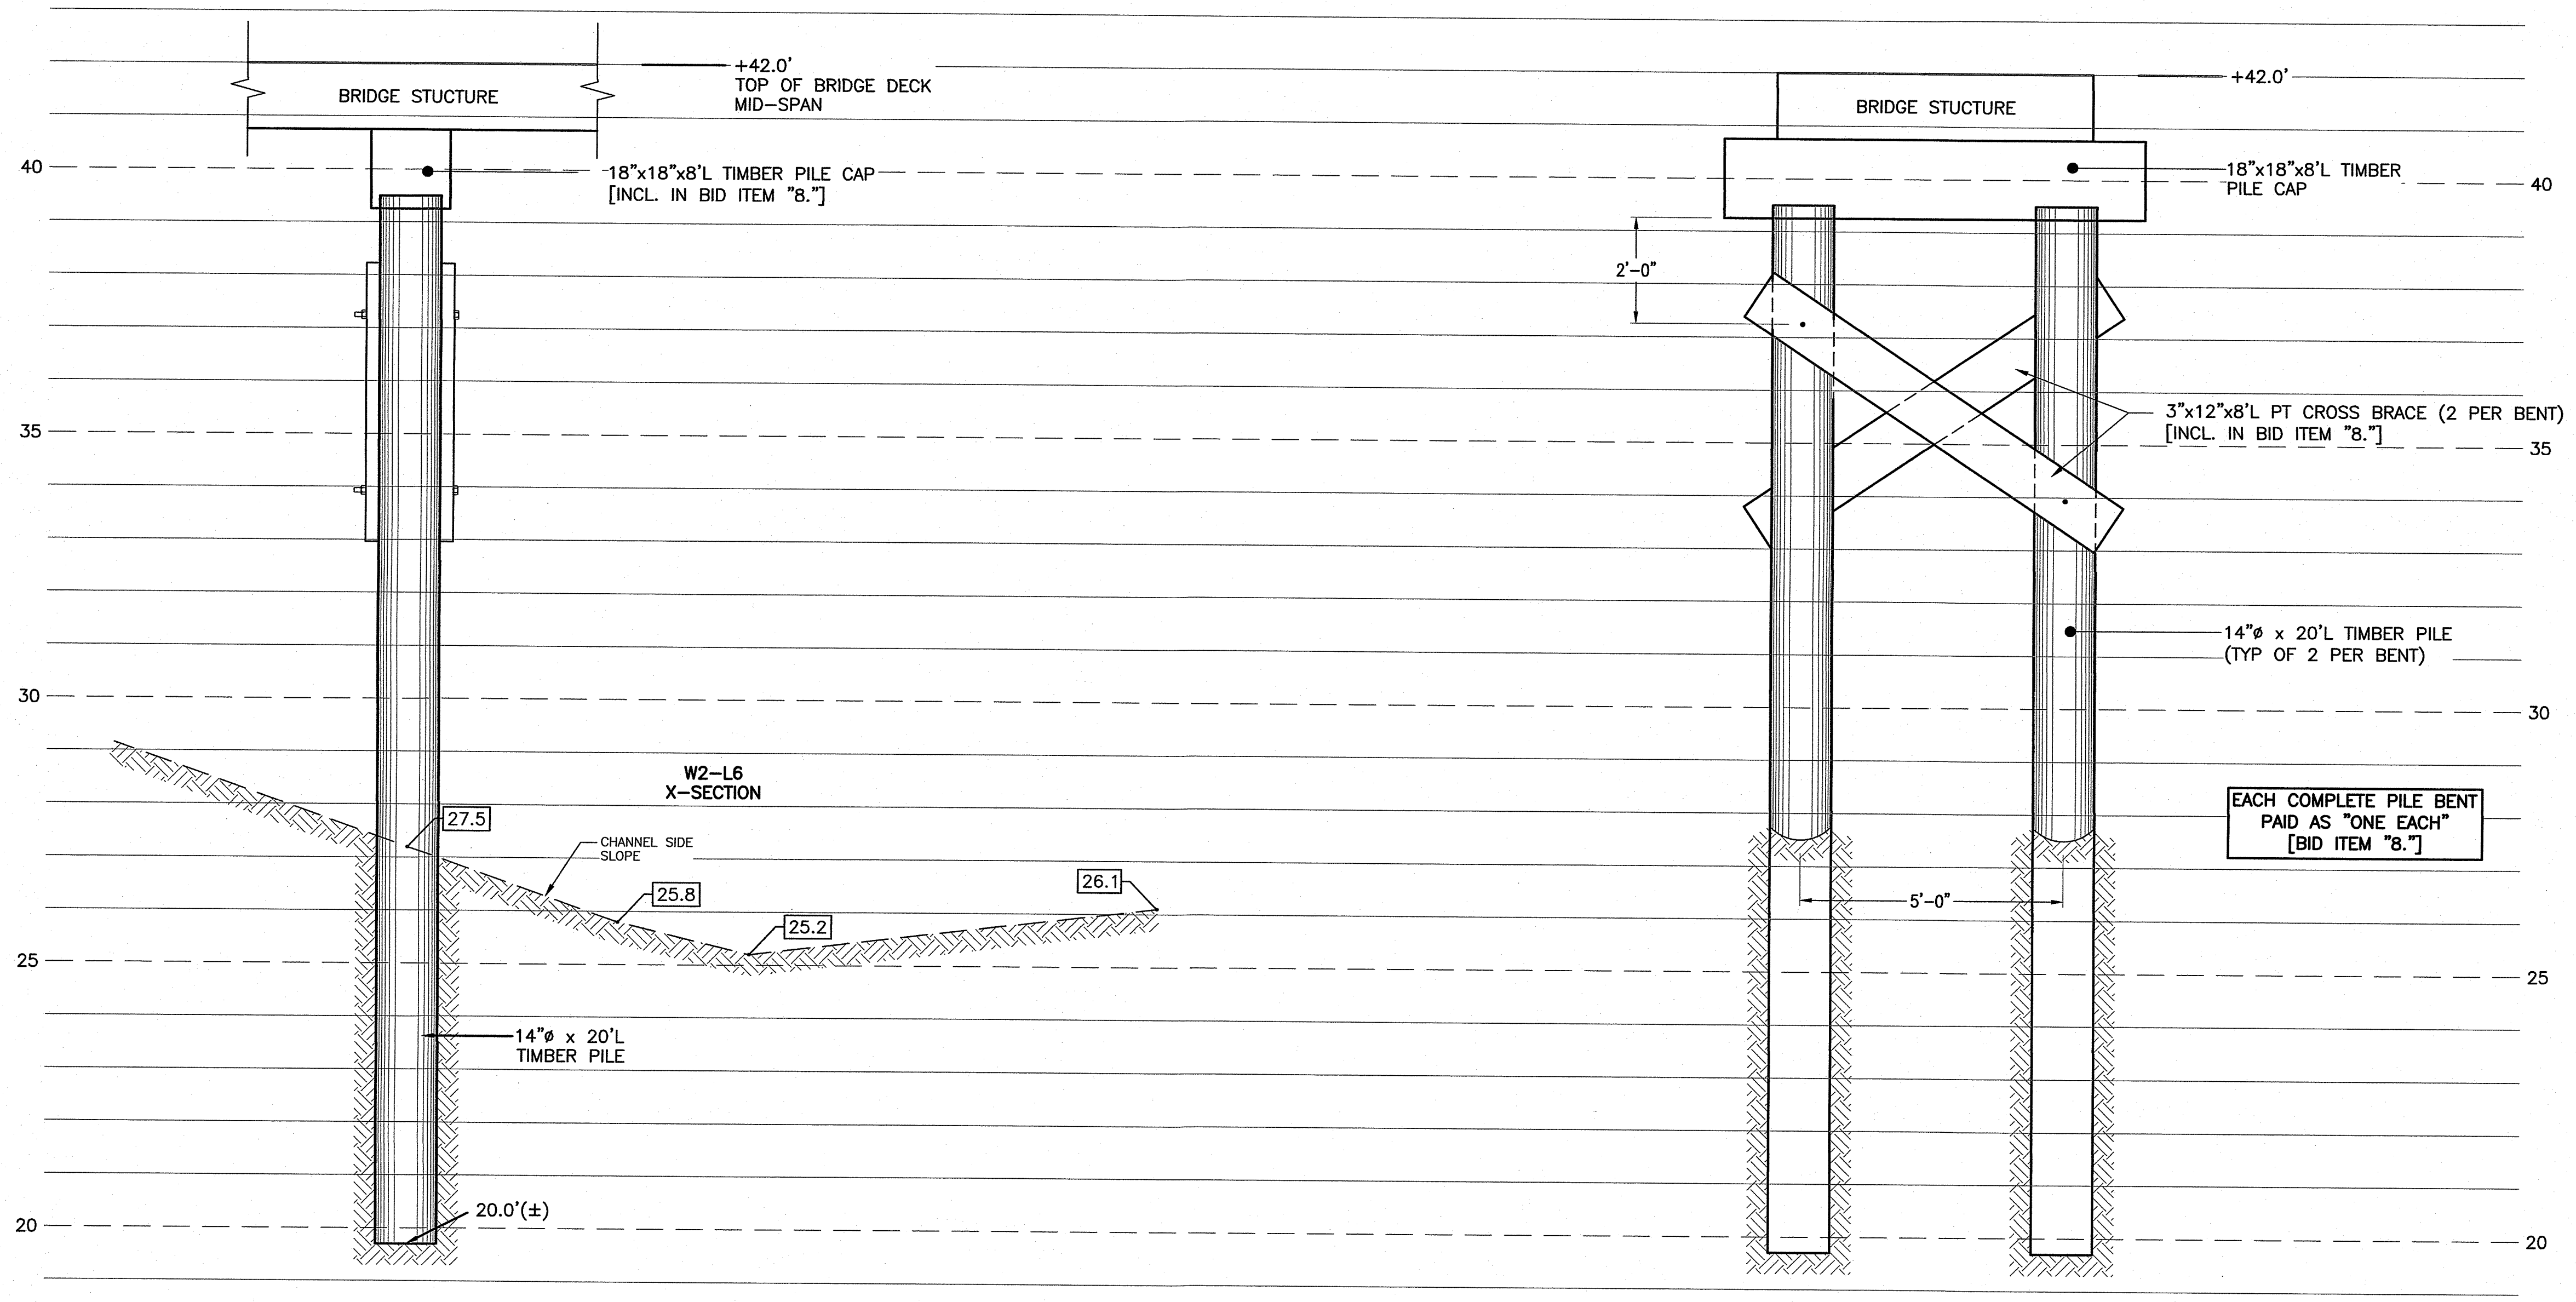 +42.0'
TOP OF BRIDGE DECK
MID-SPAN
BRIDGE STUCTURE
40
18"x18"x8'L TIMBER PILE CAP
[INCL. IN BID ITEM "8."]
35
30
W2-L6
X-SECTION
27.5
CHANNEL SIDE
SLOPE
25.8
26.1
25.2
25
14"ø x 20'L
TIMBER PILE
20.0'(±)
20
+42.0'
BRIDGE STUCTURE
18"x18"x8'L TIMBER
PILE CAP
40
2'-0"
3"x12"x8'L PT CROSS BRACE (2 PER BENT)
[INCL. IN BID ITEM "8."]
35
14"ø x 20'L TIMBER PILE
(TYP OF 2 PER BENT)
30
EACH COMPLETE PILE BENT
PAID AS "ONE EACH"
[BID ITEM "8."]
5'-0"
25
20